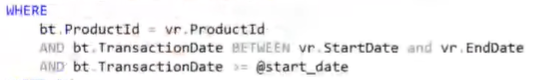 WHERE
bt.ProductId = vr.ProductId
AND bt.TransactionDate BETWEEN vr.StartDate and vr.EndDate
AND bt.TransactionDate >= @start_date